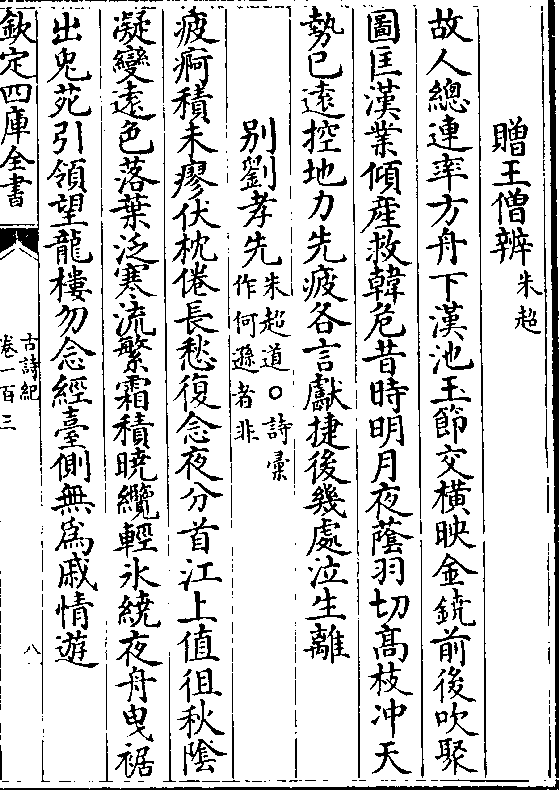 贈王僧辨朱超
故人總連率方舟下漢池玉節交橫映金鐃前後吹聚
圖匡漢業傾産救韓危昔時明月夜蔭羽切高枝冲天
勢已遠控地力先疲各言獻捷後幾處泣生離
別劉孝先朱超道○詩彙作何遜者非
疲痾積未瘳伏枕倦長愁復念夜分首江上值徂秋陰
凝變遠色落葉泛寒流繁霜積曉纜輕氷繞夜舟曳裾
出兔苑引領望龍樓勿念經臺側無為戚情遊
欽定四庫全書
古詩紀
卷一百三
八